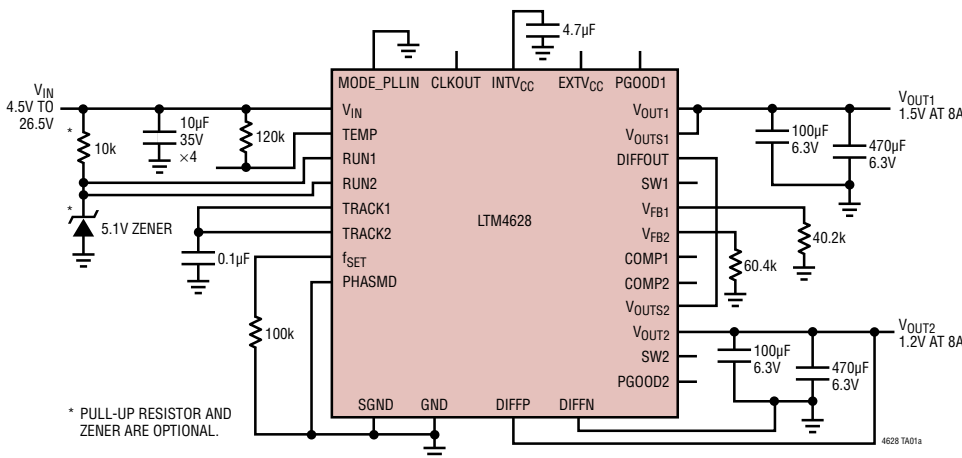 4.7µF
MODE_PLLIN CLKOUT INTVCC EXTVCC PGOOD1
VIN
4.5V TO
26.5V
*
10k
10µF
35V
×4
120k
*
5.1V ZENER
0.1µF
100k
VIN
TEMP
RUN1
RUN2
TRACK1
TRACK2
fSET
PHASMD
LTM4628
VOUT1
VOUTS1
DIFFOUT
SW1
VFB1
VFB2
COMP1
COMP2
VOUTS2
VOUT2
SW2
PGOOD2
SGND GND DIFFP DIFFN
VOUT1
1.5V AT 8A
100µF
6.3V
470µF
6.3V
40.2k
60.4k
VOUT2
1.2V AT 8A
100µF
6.3V
470µF
6.3V
* PULL-UP RESISTOR AND
ZENER ARE OPTIONAL.
4628 TA01a